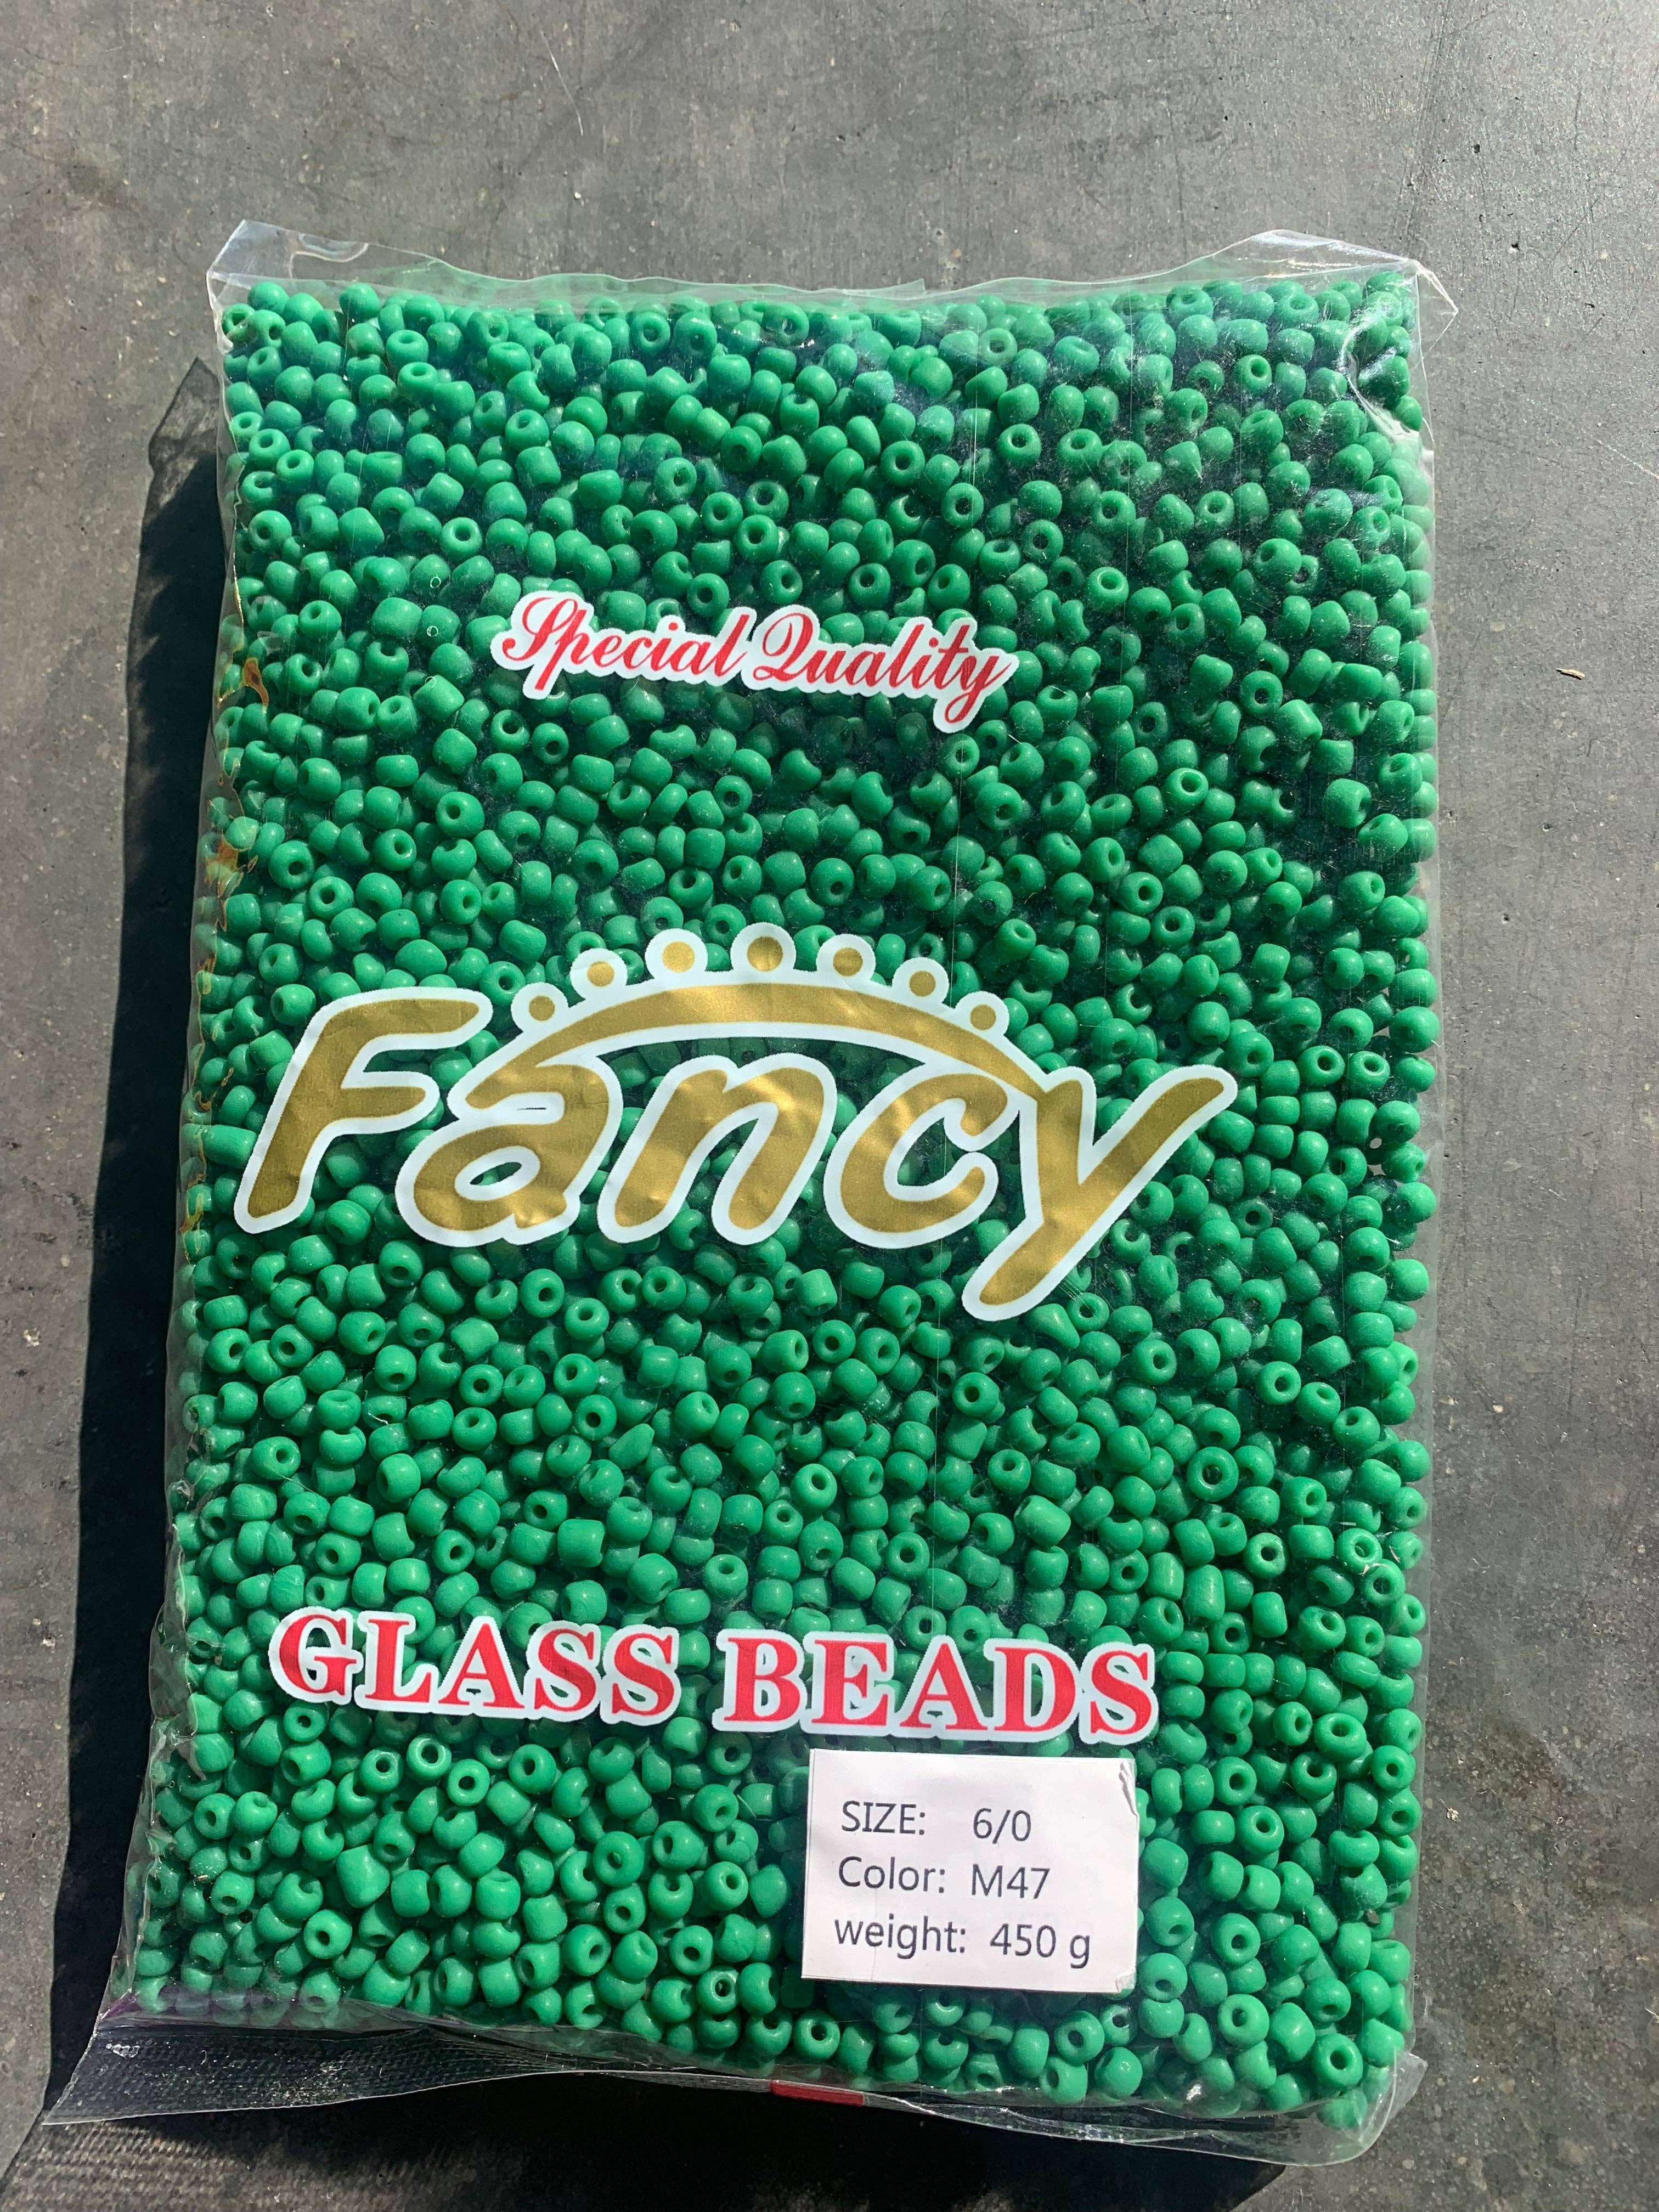 Special Quality
Fancy
GLASS BEADS
SIZE: 6/0
Color: M47
weight: 450 g